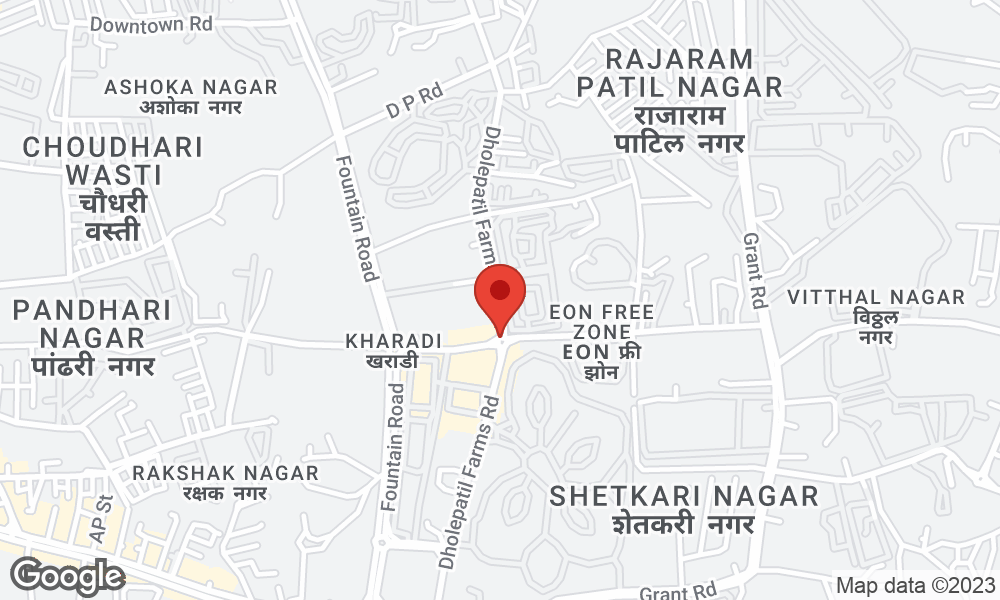 Downtown Rd
ASHOKA NAGAR
अशोका नगर
D P Rd
RAJARAM
PATIL NAGAR
राजाराम
पाटिल नगर
CHOUDHARI
WASTI
चौधरी
वस्ती
Fountain Road
Dholepatil Farms
Grant Rd
PANDHARI
NAGAR
पांढरी नगर
KHARADI
खराडी
EON FREE
ZONE
EON फ्री
झोन
VITTHAL NAGAR
विठ्ठल
नगर
Fountain Road
Dholepatil Farms Rd
RAKSHAK NAGAR
रक्षक नगर
AP St
SHETKARI NAGAR
शेतकरी नगर
Google
Grant Rd
Map data ©2023